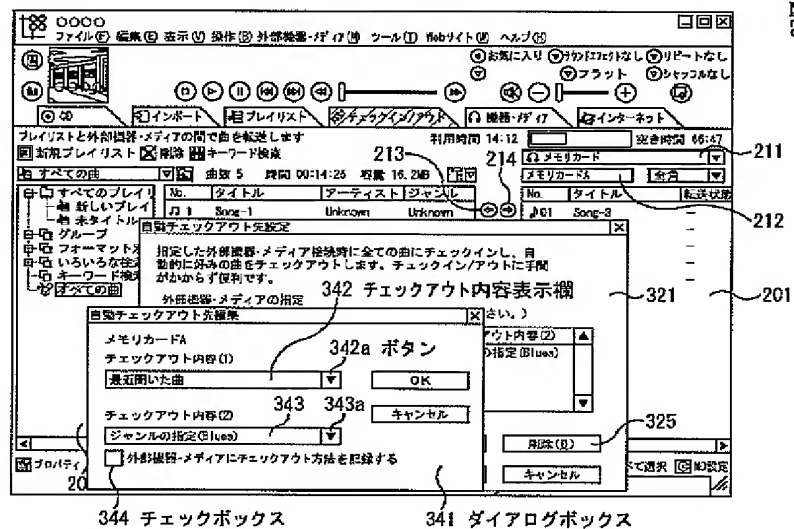 OOOO
ファイル(F) 編集(E) 表示(V) 操作(B) 外部機器・メディア(M) ツール(T) Webサイト(W) ヘルプ(H)
お気に入り サウンドエフェクトなし リピートなし
フラット シャッフルなし
CD インポート プレイリスト チェックイン/アウト 機器・メディア インターネット
プレイリストと外部機器・メディアの間で曲を転送します 利用時間 14:12 空き時間 66:47
新規プレイリスト 削除 キーワード検索 213 214 メモリカード 211
すべての曲 曲数 5 時間 00:14:26 容量 16.2MB メモリカードA 全角 212
すべてのプレイリ No. タイトル アーティスト ジャンル No. タイトル 転送状態
新しいプレイ 1 Song-1 Unknown Unknown 01 Song-3
未タイトル
グループ
フォーマット
いろいろな
キーワード検索
すべての曲
自動チェックアウト先設定
指定した外部機器・メディア接続時に全ての曲にチェックインし、自
動的に好みの曲をチェックアウトします。チェックイン/アウトに手間
がかからず便利です。
外部機器・メディアの指定
342 チェックアウト内容表示欄 321 201
さい。)
アウト内容(2)
の指定(Blues)
自動チェックアウト先編集
メモリカードA
チェックアウト内容(1) 342a ボタン
最近聞いた曲 OK
チェックアウト内容(2) 343 343a キャンセル
ジャンルの指定(Blues) 削除(D) 325
外部機器・メディアにチェックアウト方法を記録する キャンセル
プロパティ 20 て選択 MD設定
344 チェックボックス 341 ダイアログボックス